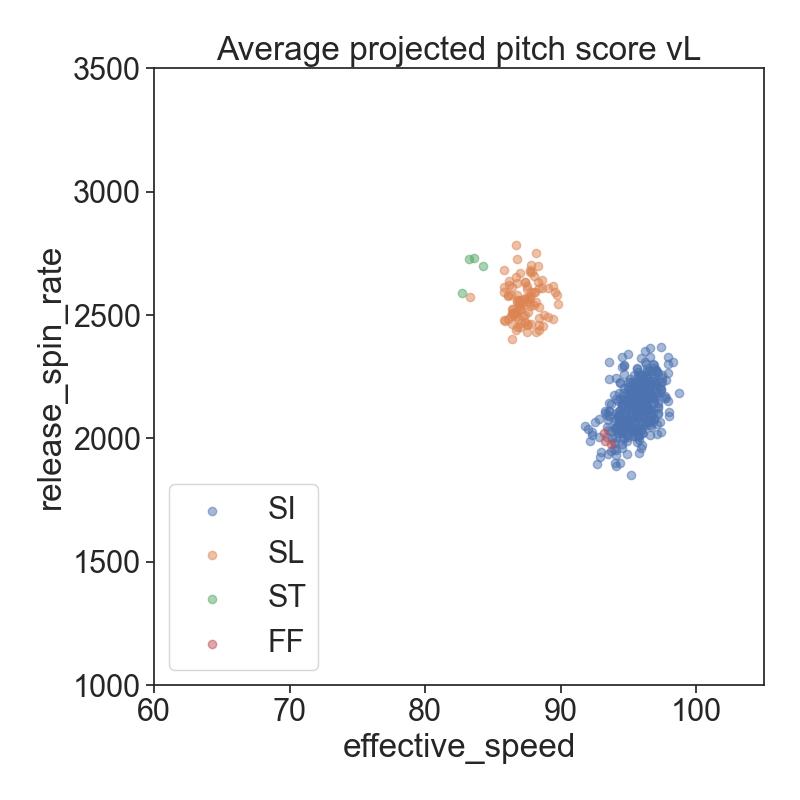 Average projected pitch score vL
3500
3000
2500
2000
1500
1000
release_spin_rate
SI
SL
ST
FF
60
70
80
90
100
effective_speed